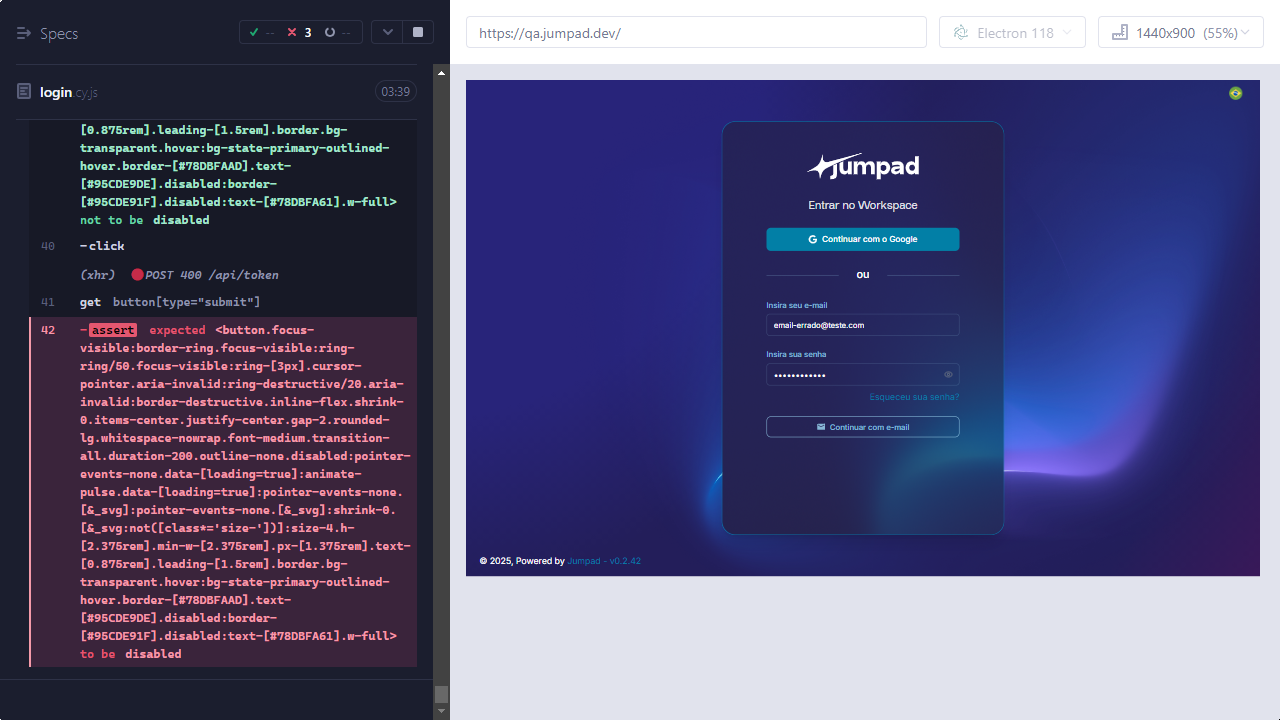 Specs
-- 3 --
https://qa.jumpad.dev/
Electron 118
1440x900 (55%)
login.cy.js
03:39
[0.875rem].leading-[1.5rem].border.bg-
transparent.hover:bg-state-primary-outlined-
hover.border-[#78DBFAAD].text-
[#95CDE9DE].disabled:border-
[#95CDE91F].disabled:text-[#78DBFA61].w-full>
not to be disabled
40 -click
(xhr) POST 400 /api/token
41 get button[type="submit"]
42 -assert expected <button.focus-
visible:border-ring.focus-visible:ring-
ring/50.focus-visible:ring-[3px].cursor-
pointer.aria-invalid:ring-destructive/20.aria-
invalid:border-destructive.inline-flex.shrink-
0.items-center.justify-center.gap-2.rounded-
lg.whitespace-nowrap.font-medium.transition-
all.duration-200.outline-none.disabled:pointer-
events-none.data-[loading=true]:animate-
pulse.data-[loading=true]:pointer-events-none.
[&_svg]:pointer-events-none.[&_svg]:shrink-0.
[&_svg:not([class*='size-'])]:size-4.h-
[2.375rem].min-w-[2.375rem].px-[1.375rem].text-
[0.875rem].leading-[1.5rem].border.bg-
transparent.hover:bg-state-primary-outlined-
hover.border-[#78DBFAAD].text-
[#95CDE9DE].disabled:border-
[#95CDE91F].disabled:text-[#78DBFA61].w-full>
to be disabled
jumpad
Entrar no Workspace
Continuar com o Google
ou
Insira seu e-mail
email-errado@teste.com
Insira sua senha
••••••••••••
Esqueceu sua senha?
Continuar com e-mail
© 2025, Powered by Jumpad - v0.2.42